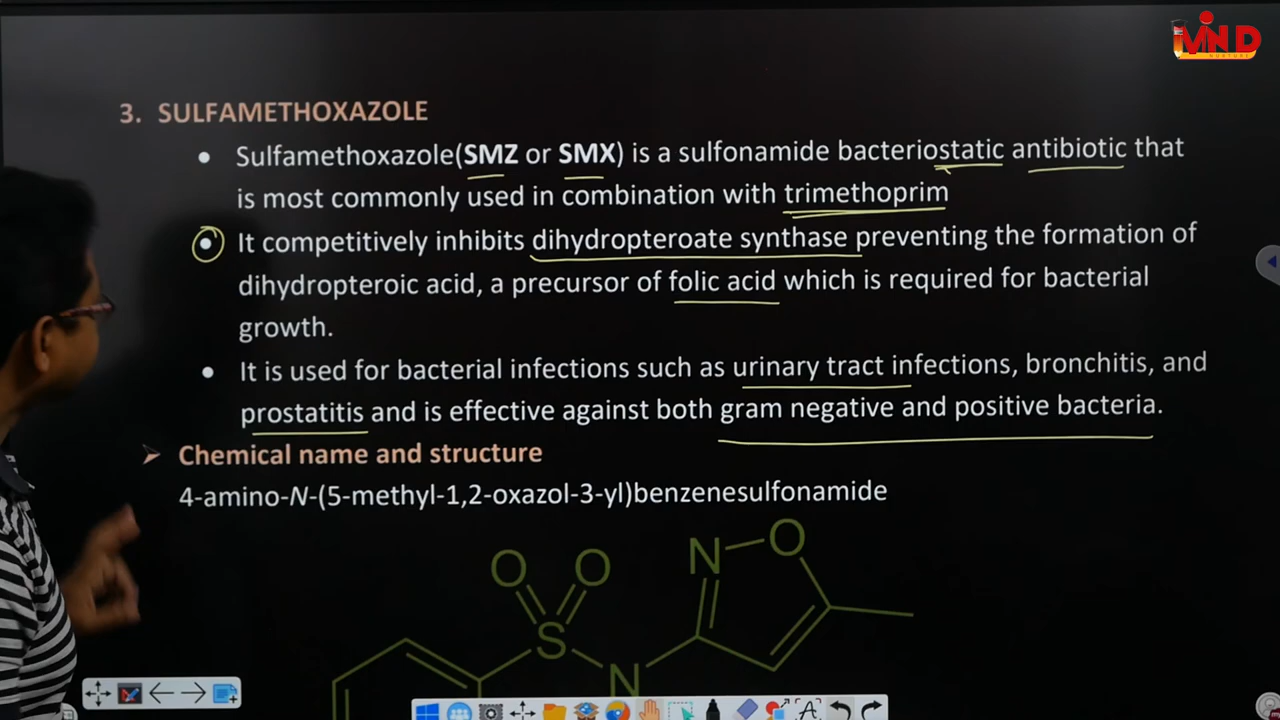 MND
NURTURE
3. SULFAMETHOXAZOLE
• Sulfamethoxazole(SMZ or SMX) is a sulfonamide bacteriostatic antibiotic that
is most commonly used in combination with trimethoprim
• It competitively inhibits dihydropteroate synthase preventing the formation of
dihydropteroic acid, a precursor of folic acid which is required for bacterial
growth.
• It is used for bacterial infections such as urinary tract infections, bronchitis, and
prostatitis and is effective against both gram negative and positive bacteria.
➢ Chemical name and structure
4-amino-N-(5-methyl-1,2-oxazol-3-yl)benzenesulfonamide
N O
O O
S
N
A